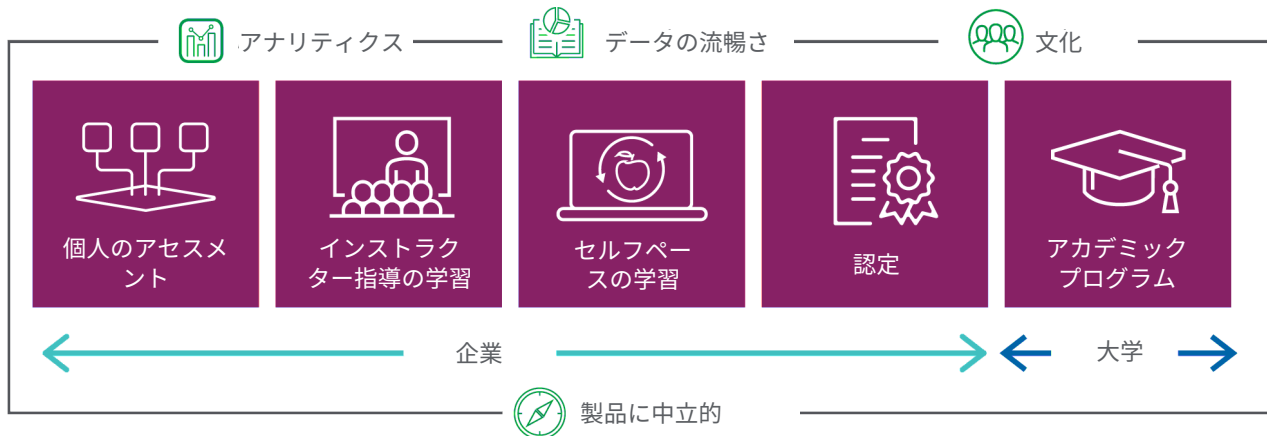 アナリティクス
データの流暢さ
文化
個人のアセスメ
ント
インストラク
ター指導の学習
セルフペー
スの学習
認定
アカデミック
プログラム
企業
大学
製品に中立的